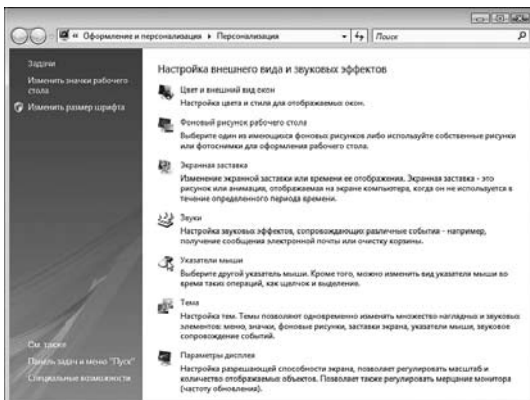 « Оформление и персонализация ▸ Персонализация
Поиск
Задачи
Изменить значки рабочего
стола
Изменить размер шрифта
См. также
Панель задач и меню "Пуск"
Специальные возможности
Настройка внешнего вида и звуковых эффектов
Цвет и внешний вид окон
Настройка цвета и стиля для отображаемых окон.
Фоновый рисунок рабочего стола
Выберите один из имеющихся фоновых рисунков либо используйте собственные рисунки
или фотоснимки для оформления рабочего стола.
Экранная заставка
Изменение экранной заставки или времени ее отображения. Экранная заставка - это
рисунок или анимация, отображаемая на экране компьютера, когда он не используется в
течение определенного периода времени.
Звуки
Настройка звуковых эффектов, сопровождающих различные события - например,
получение сообщения электронной почты или очистку корзины.
Указатели мыши
Выберите другой указатель мыши. Кроме того, можно изменить вид указателя мыши во
время таких операций, как щелчок и выделение.
Тема
Настройка тем. Темы позволяют одновременно изменять множество наглядных и звуковых
элементов: меню, значки, фоновые рисунки, заставки экрана, указатели мыши, звуковое
сопровождение событий.
Параметры дисплея
Настройка разрешающей способности экрана, позволяет регулировать масштаб и
количество отображаемых объектов. Позволяет также регулировать мерцание монитора
(частоту обновления).